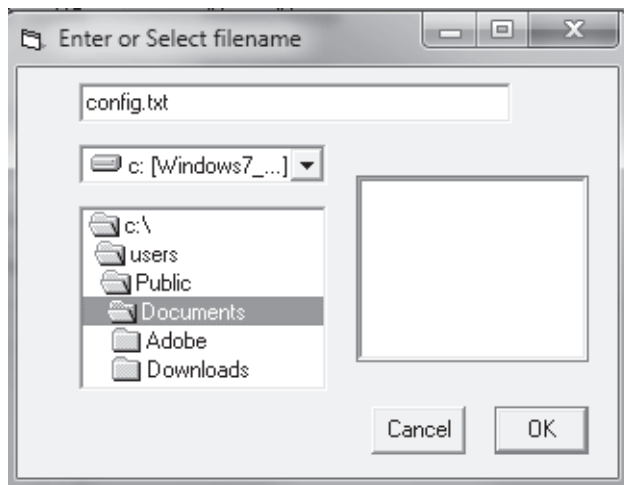 Enter or Select filename
config.txt
c: [Windows7_...]
c:\
users
Public
Documents
Adobe
Downloads
Cancel
OK